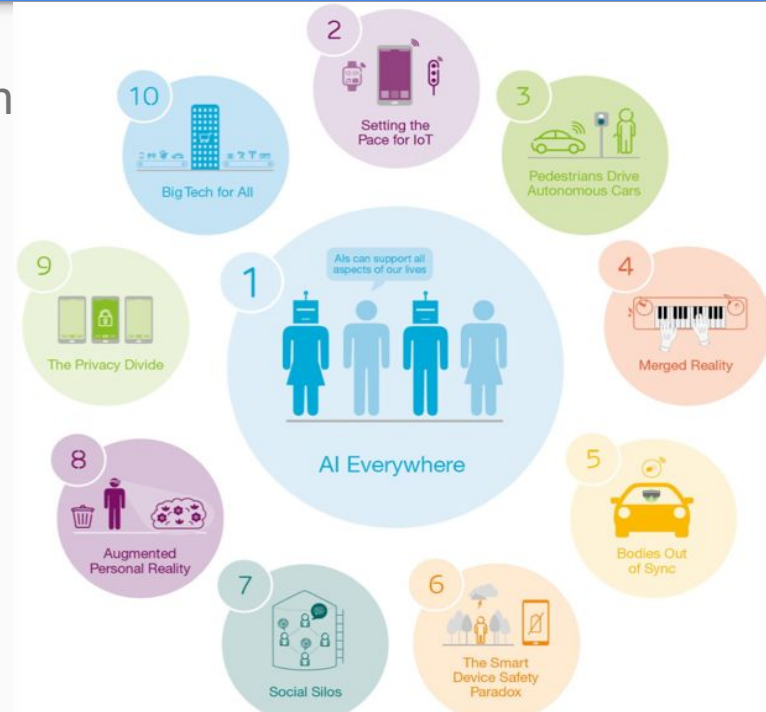 n
1
AIs can support all
aspects of our lives
AI Everywhere
2
Setting the
Pace for IoT
3
Pedestrians Drive
Autonomous Cars
4
Merged Reality
5
Bodies Out
of Sync
6
The Smart
Device Safety
Paradox
7
Social Silos
8
Augmented
Personal Reality
9
The Privacy Divide
10
Big Tech for All